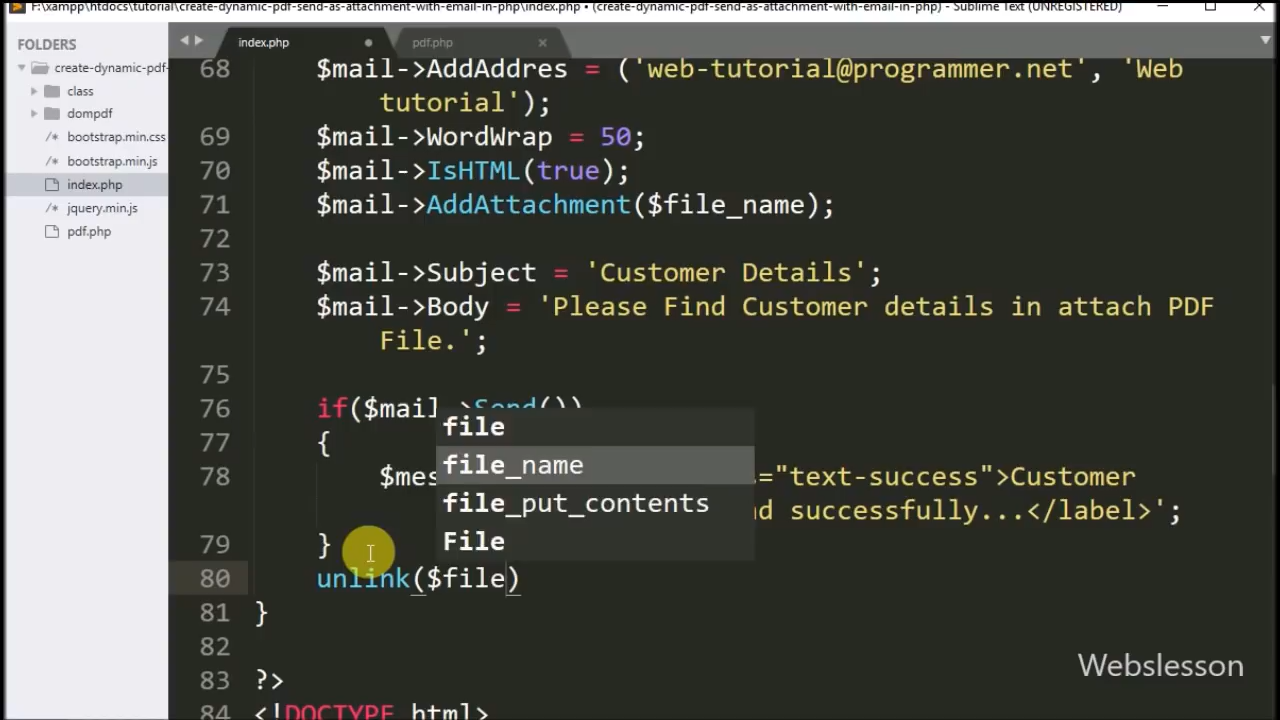 F:\xampp\htdocs\tutorial\create-dynamic-pdf-send-as-attachment-with-email-in-php\index.php • (create-dynamic-pdf-send-as-attachment-with-email-in-php) - Sublime Text (UNREGISTERED)
FOLDERS
create-dynamic-pdf-
class
dompdf
/* bootstrap.min.css
/* bootstrap.min.js
index.php
/* jquery.min.js
pdf.php
index.php
pdf.php
68 $mail->AddAddres = ('web-tutorial@programmer.net', 'Web
tutorial');
69 $mail->WordWrap = 50;
70 $mail->IsHTML(true);
71 $mail->AddAttachment($file_name);
72
73 $mail->Subject = 'Customer Details';
74 $mail->Body = 'Please Find Customer details in attach PDF
File.';
75
76 if($mail->Send())
77 {
78 $mes s="text-success">Customer
d successfully...</label>';
79 }
80 unlink($file)
81 }
82
83 ?>
84 <!DOCTYPE html>
file
file_name
file_put_contents
File
Webslesson